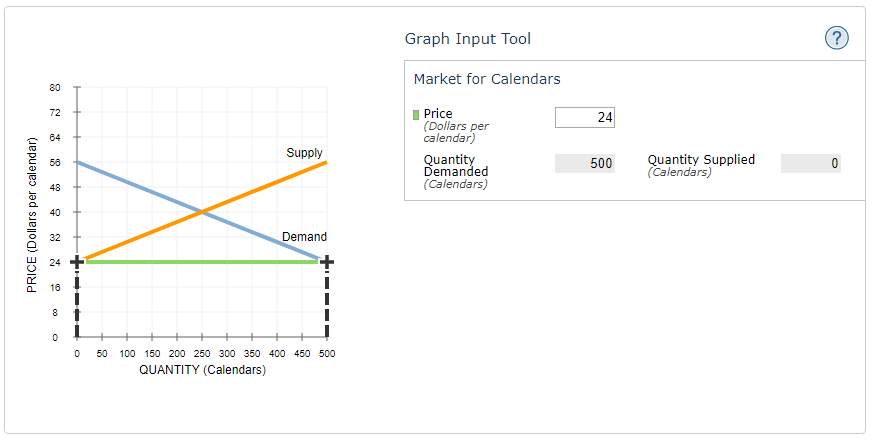 Graph Input Tool
?
Market for Calendars
Price
(Dollars per
calendar)
24
Quantity
Demanded
(Calendars)
500
Quantity Supplied
(Calendars)
0
PRICE (Dollars per calendar)
80
72
64
56
48
40
32
24
16
8
0
Supply
Demand
0 50 100 150 200 250 300 350 400 450 500
QUANTITY (Calendars)